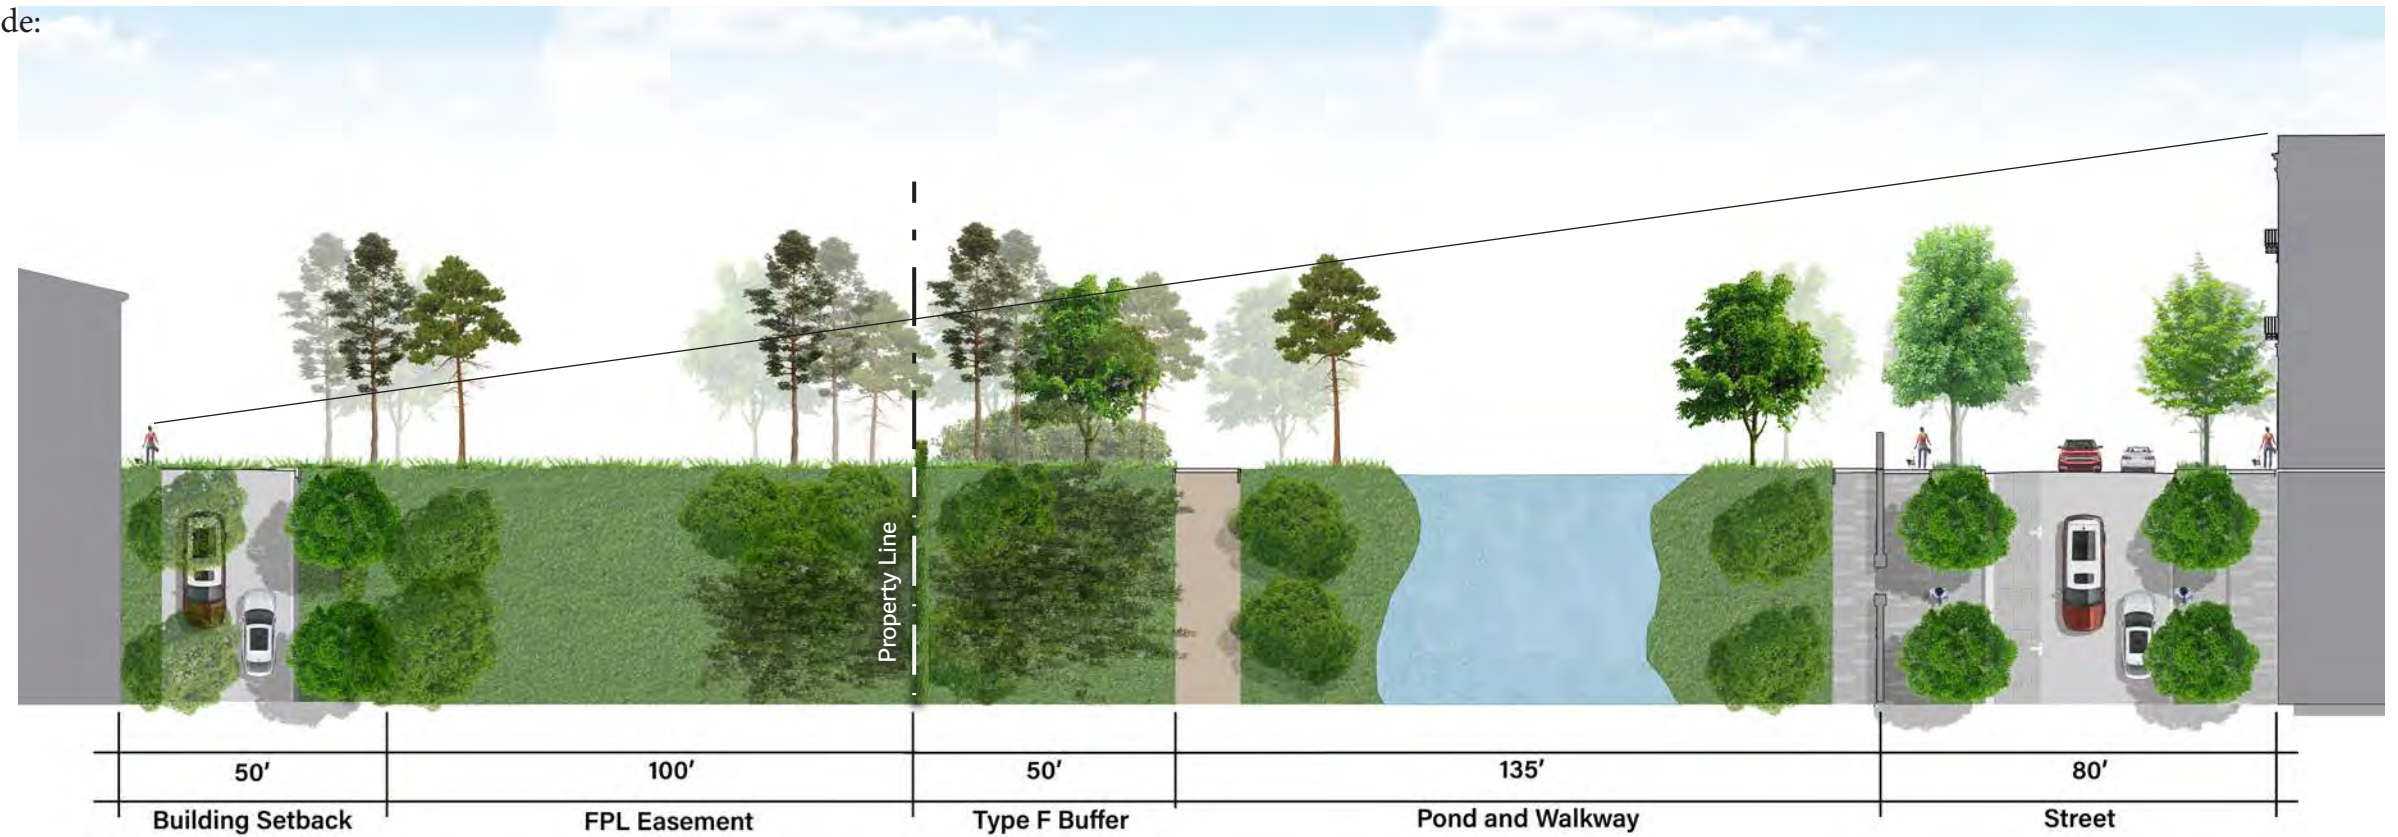 de:
Property Line
50’ 100’ 50’ 135’ 80’
Building Setback FPL Easement Type F Buffer Pond and Walkway Street